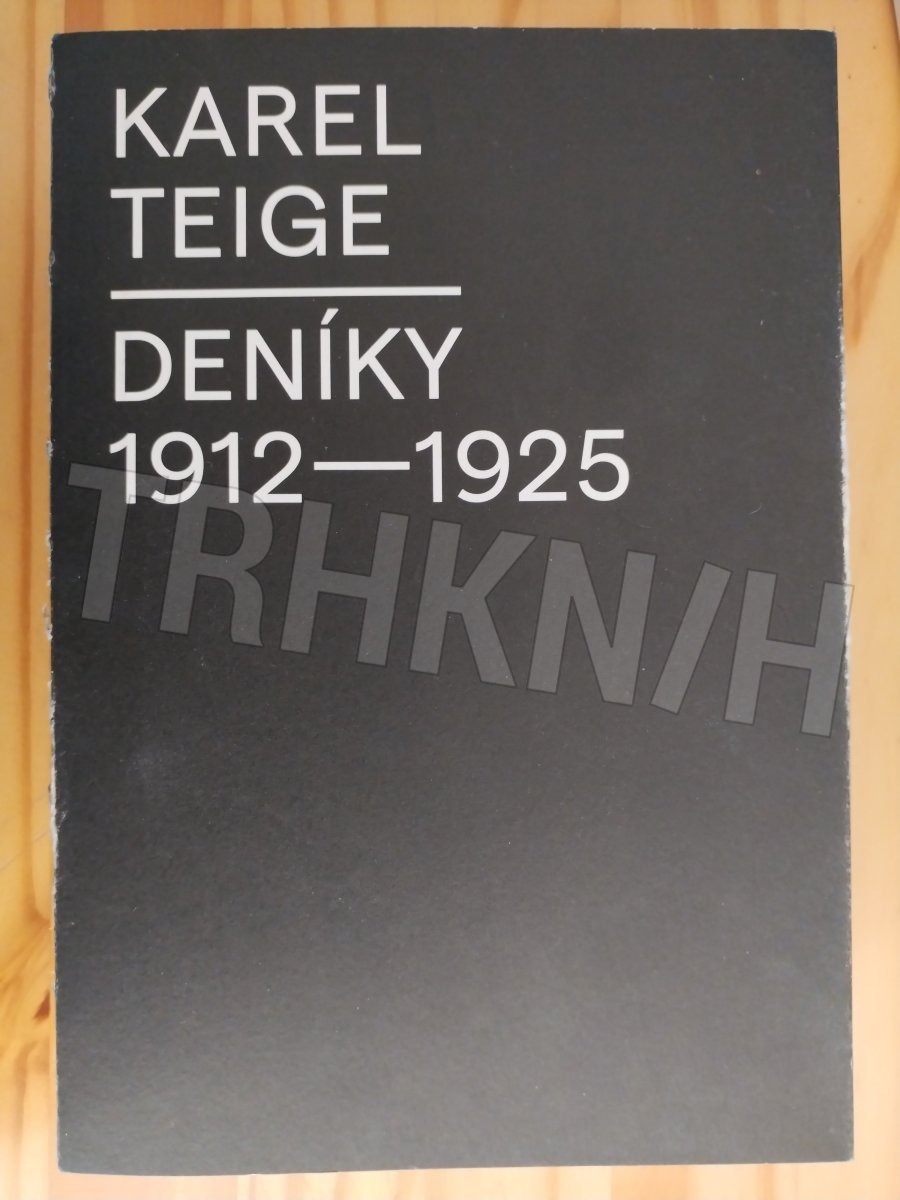 KAREL
TEIGE
DENÍKY
1912—1925
TRHKN/H